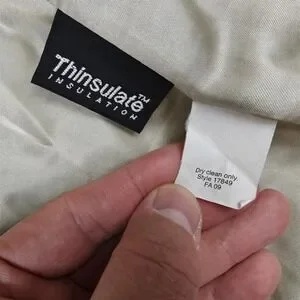 Thinsulate™
INSULATION
Dry clean only
Style 17849
FA 09